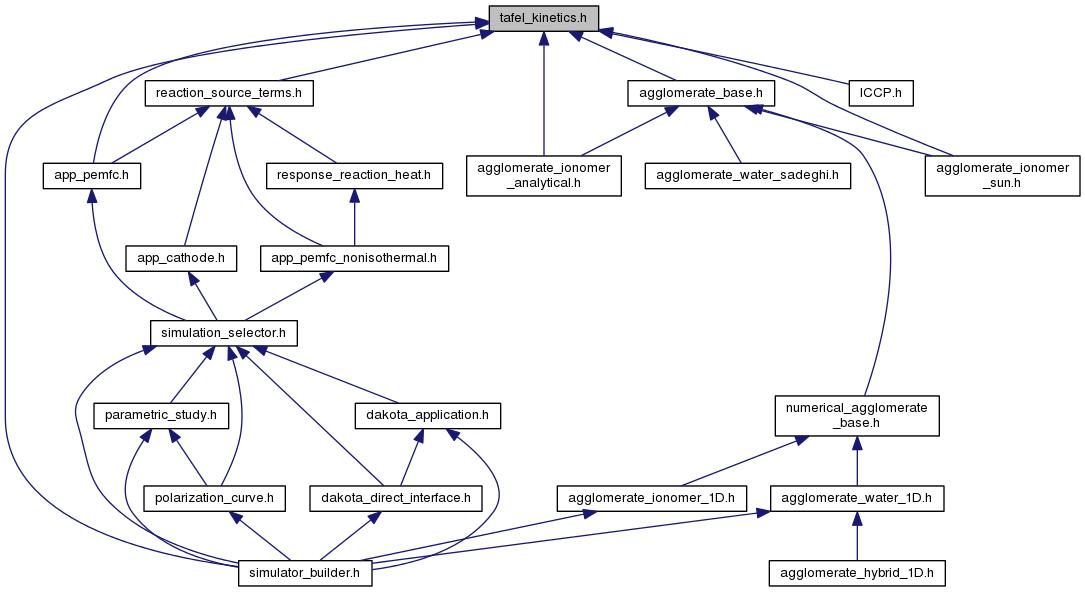 tafel_kinetics.h
reaction_source_terms.h
agglomerate_base.h
ICCP.h
app_pemfc.h
response_reaction_heat.h
agglomerate_ionomer
_analytical.h
agglomerate_water_sadeghi.h
agglomerate_ionomer
_sun.h
app_cathode.h
app_pemfc_nonisothermal.h
simulation_selector.h
parametric_study.h
dakota_application.h
numerical_agglomerate
_base.h
polarization_curve.h
dakota_direct_interface.h
agglomerate_ionomer_1D.h
agglomerate_water_1D.h
simulator_builder.h
agglomerate_hybrid_1D.h